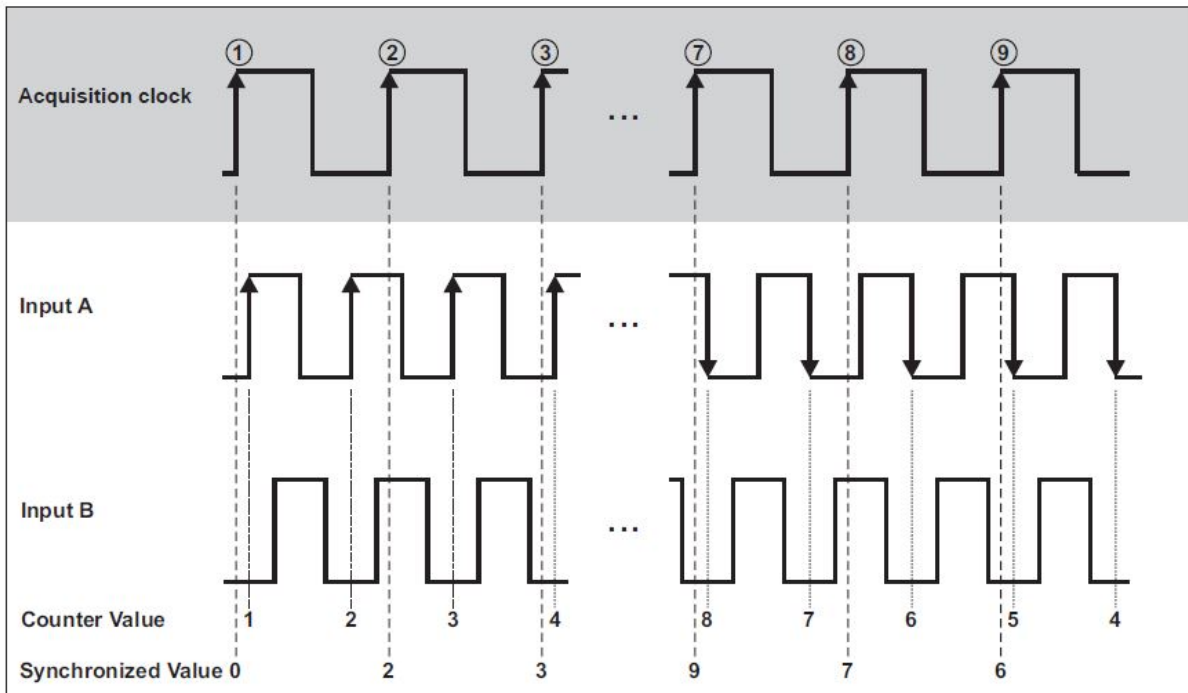 ① ② ③ ⑦ ⑧ ⑨
Acquisition clock
...
Input A
...
Input B
...
Counter Value 1 2 3 4 8 7 6 5 4
Synchronized Value 0 2 3 9 7 6